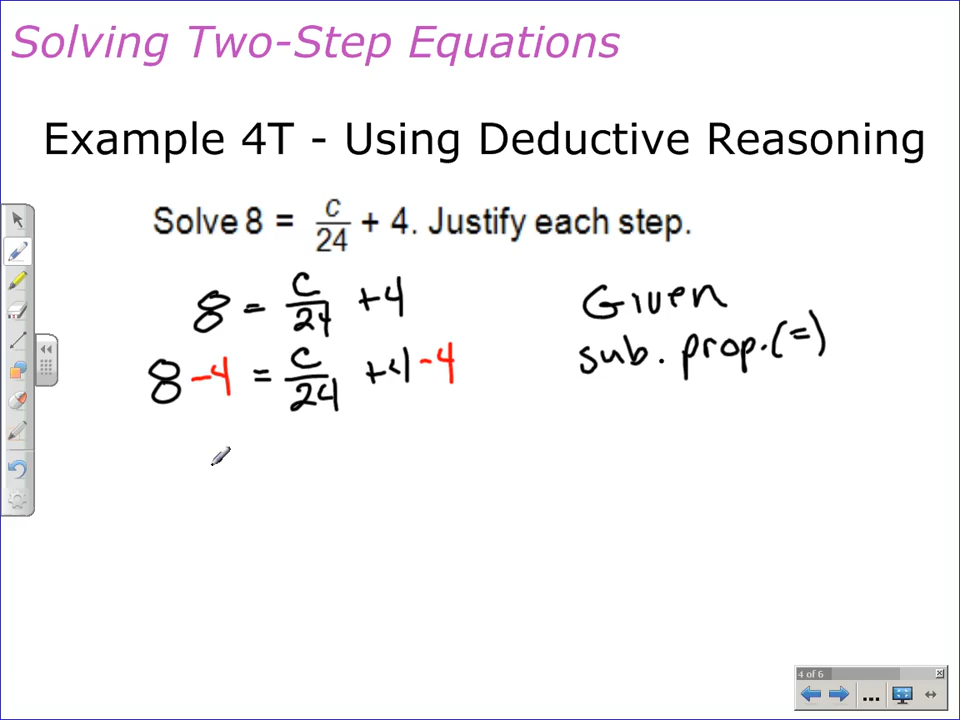 Solving Two-Step Equations
Example 4T - Using Deductive Reasoning
Solve 8 = c/24 + 4. Justify each step.
8 = c/24 +4 Given
8 -4 = c/24 +4 -4 sub. prop. (=)
4 of 6